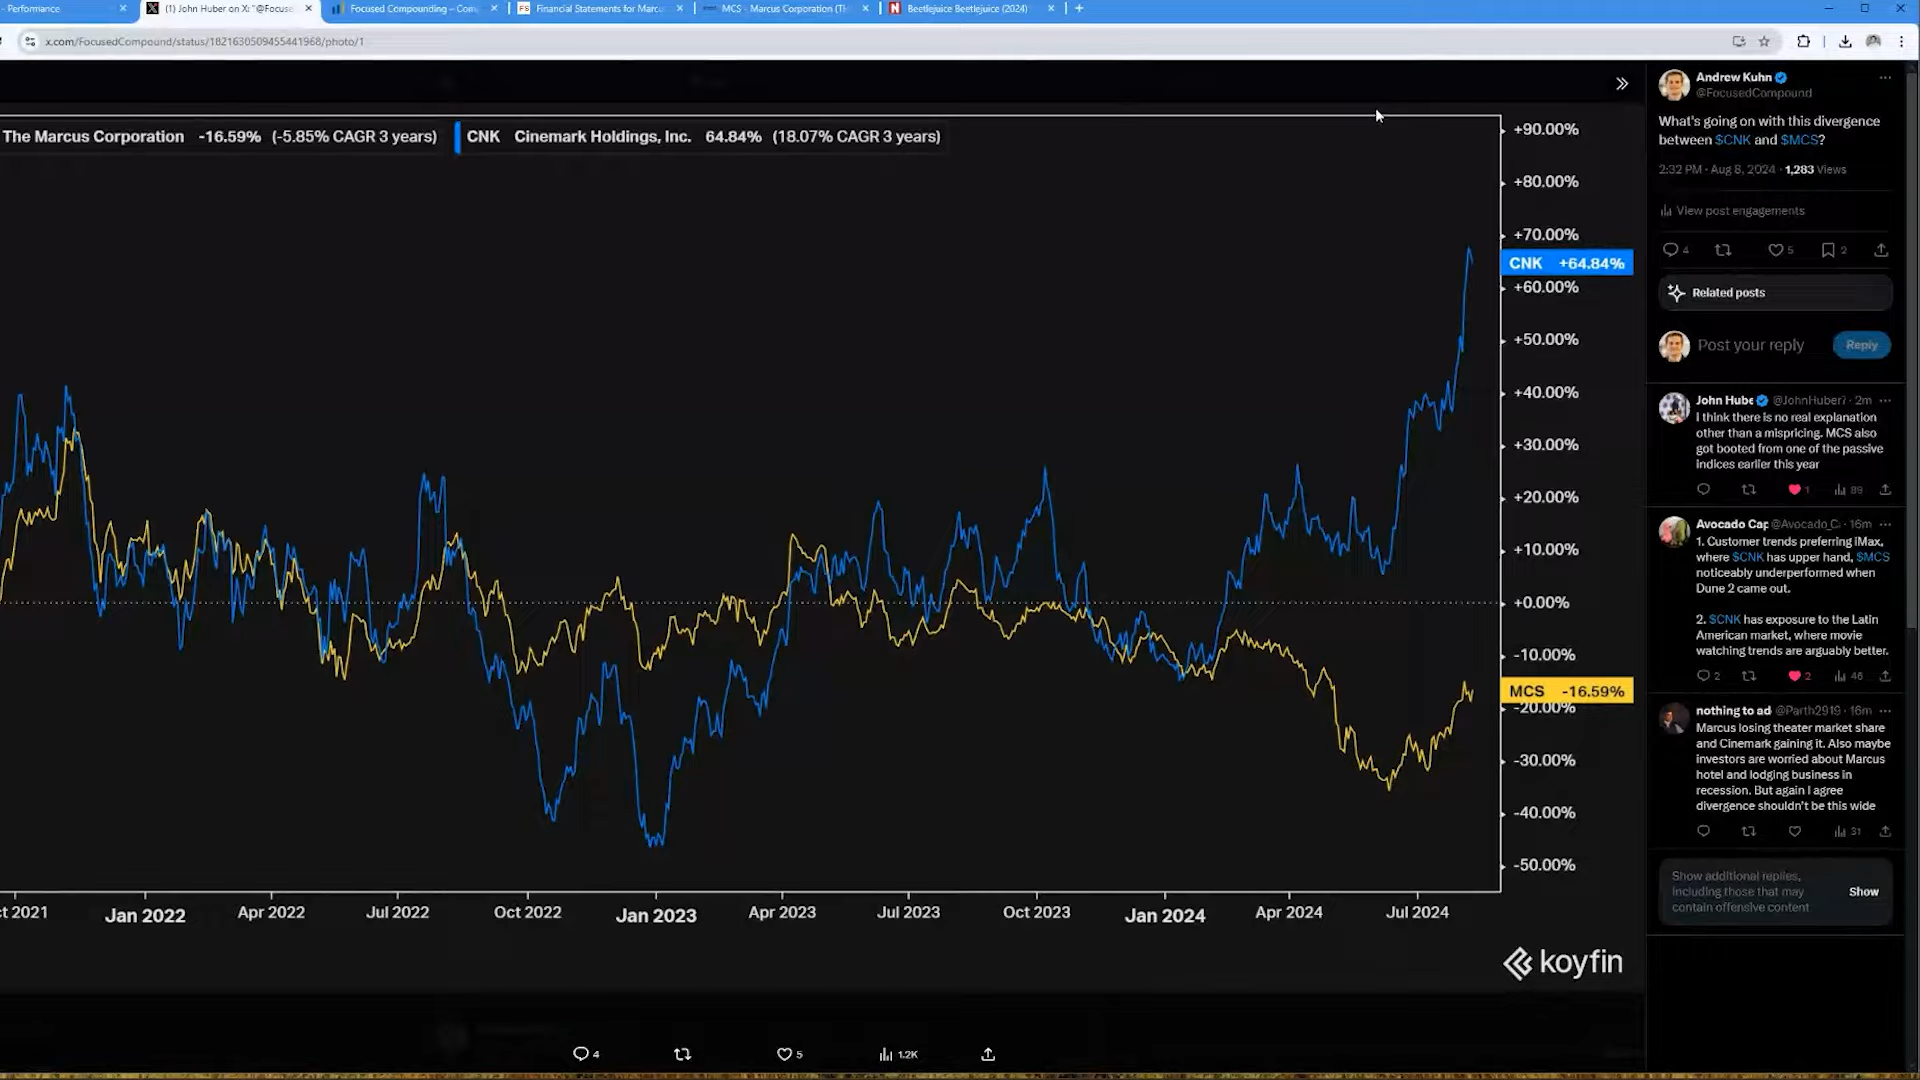 - Performance
(1) John Huber on X: "@Focuse
Focused Compounding – Com
Financial Statements for Marcu
MCS - Marcus Corporation (TH
Beetlejuice Beetlejuice (2024)
x.com/FocusedCompound/status/1821630509455441968/photo/1
The Marcus Corporation -16.59% (-5.85% CAGR 3 years)
CNK Cinemark Holdings, Inc. 64.84% (18.07% CAGR 3 years)
+90.00%
+80.00%
+70.00%
CNK +64.84%
+60.00%
+50.00%
+40.00%
+30.00%
+20.00%
+10.00%
+0.00%
-10.00%
MCS -16.59%
-20.00%
-30.00%
-40.00%
-50.00%
ct 2021
Jan 2022
Apr 2022
Jul 2022
Oct 2022
Jan 2023
Apr 2023
Jul 2023
Oct 2023
Jan 2024
Apr 2024
Jul 2024
koyfin
4
5
1.2K
Andrew Kuhn
@FocusedCompound
What's going on with this divergence
between $CNK and $MCS?
2:32 PM · Aug 8, 2024 · 1,283 Views
View post engagements
4
5
2
Related posts
Post your reply
Reply
John Hube @JohnHuber7 · 2m
I think there is no real explanation
other than a mispricing. MCS also
got booted from one of the passive
indices earlier this year
1
89
Avocado Cap @Avocado_C · 16m
1. Customer trends preferring iMax,
where $CNK has upper hand, $MCS
noticeably underperformed when
Dune 2 came out.
2. $CNK has exposure to the Latin
American market, where movie
watching trends are arguably better.
2
2
46
nothing to ad @Parth2919 · 16m
Marcus losing theater market share
and Cinemark gaining it. Also maybe
investors are worried about Marcus
hotel and lodging business in
recession. But again I agree
divergence shouldn't be this wide
31
Show additional replies,
including those that may
contain offensive content
Show